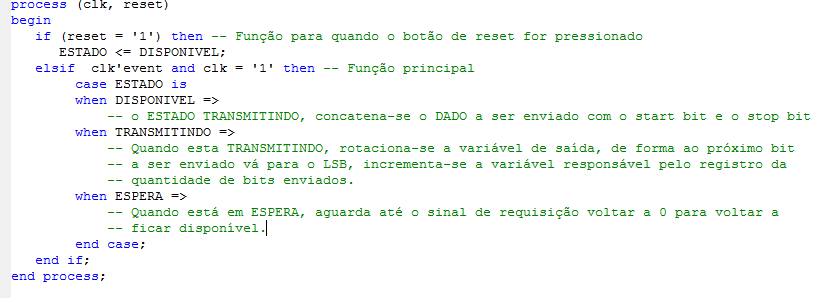 process (clk, reset)
begin
if (reset = '1') then -- Função para quando o botão de reset for pressionado
ESTADO <= DISPONIVEL;
elsif clk'event and clk = '1' then -- Função principal
case ESTADO is
when DISPONIVEL =>
-- o ESTADO TRANSMITINDO, concatena-se o DADO a ser enviado com o start bit e o stop bit
when TRANSMITINDO =>
-- Quando esta TRANSMITINDO, rotaciona-se a variável de saída, de forma ao próximo bit
-- a ser enviado vá para o LSB, incrementa-se a variável responsável pelo registro da
-- quantidade de bits enviados.
when ESPERA =>
-- Quando está em ESPERA, aguarda até o sinal de requisição voltar a 0 para voltar a
-- ficar disponível.
end case;
end if;
end process;